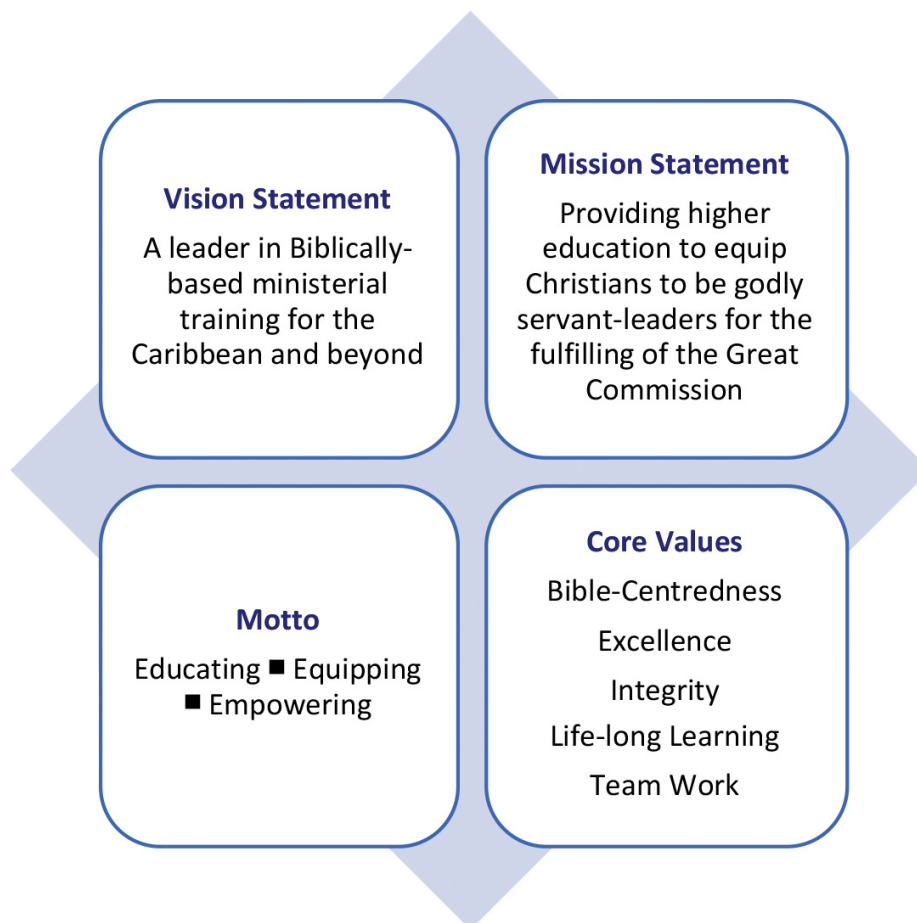 Vision Statement
A leader in Biblically-
based ministerial
training for the
Caribbean and beyond
Mission Statement
Providing higher
education to equip
Christians to be godly
servant-leaders for the
fulfilling of the Great
Commission
Motto
Educating ■ Equipping
■ Empowering
Core Values
Bible-Centredness
Excellence
Integrity
Life-long Learning
Team Work